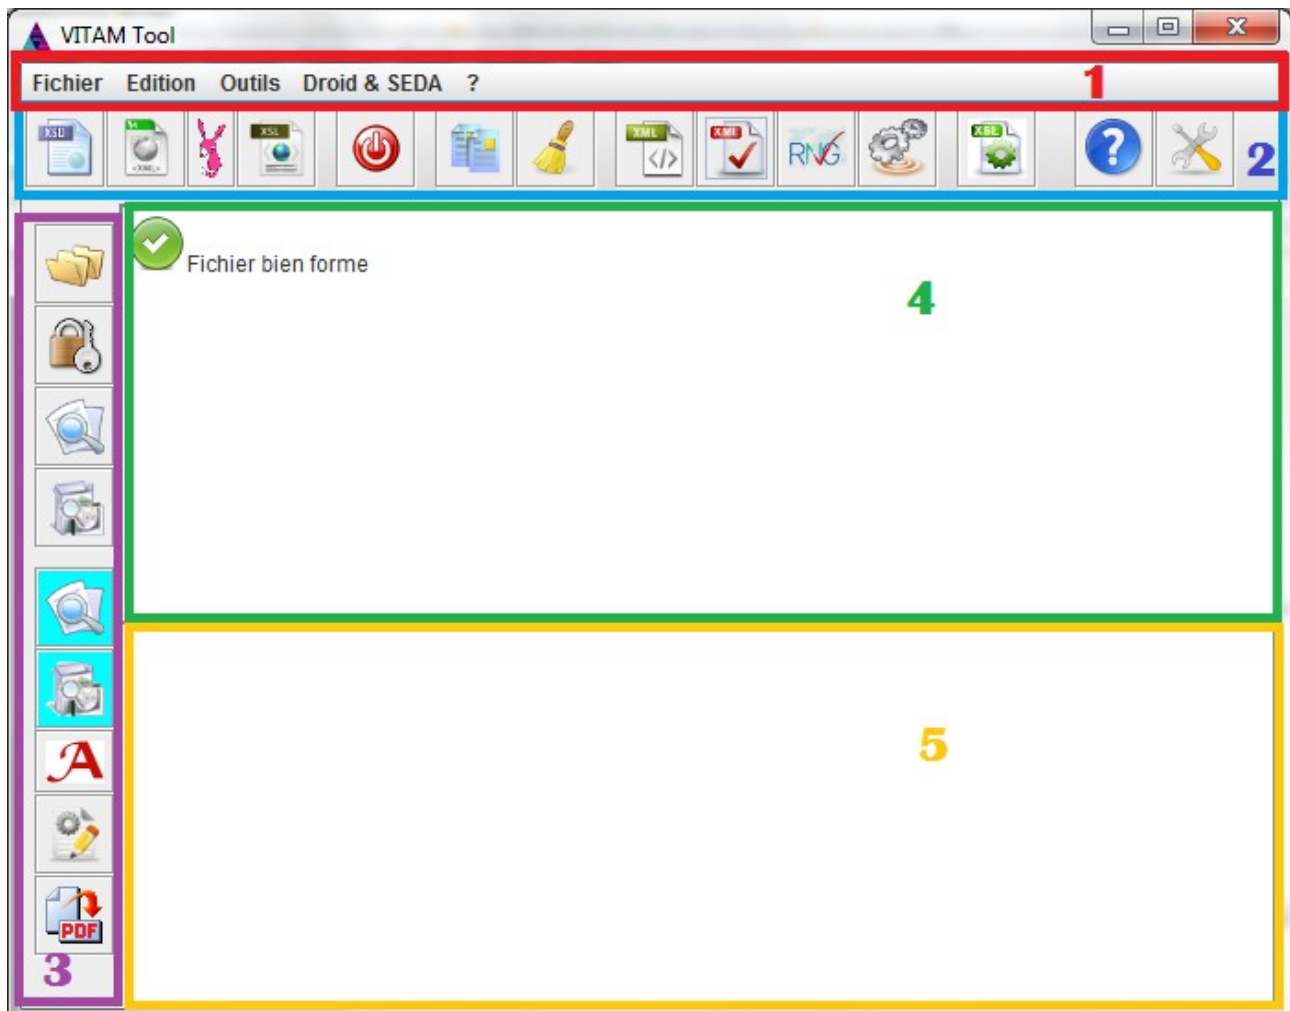 VITAM Tool
Fichier Edition Outils Droid & SEDA ? 1
XSD <XML> XSL XML </> XML RNG XSL ? 2
Fichier bien forme
4
A
5
PDF
3